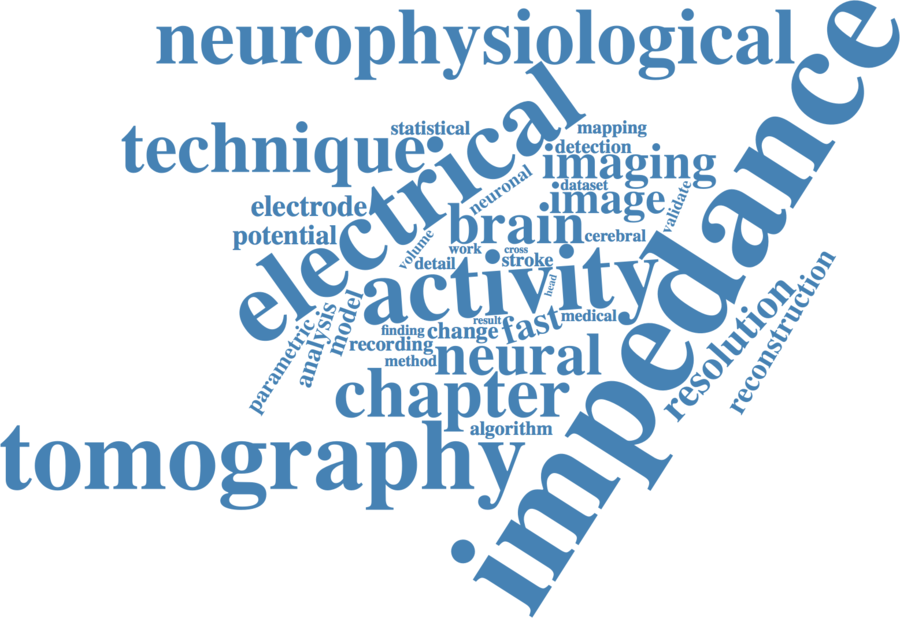 neurophysiological
impedance
electrical
technique
statistical
mapping
detection
imaging
neuronal
dataset
image
validate
electrode
brain
potential
cerebral
volume
work
cross
detail
stroke
activity
head
model
parametric
analysis
result
medical
finding
change
fast
recording
resolution
reconstruction
method
neural
chapter
algorithm
tomography